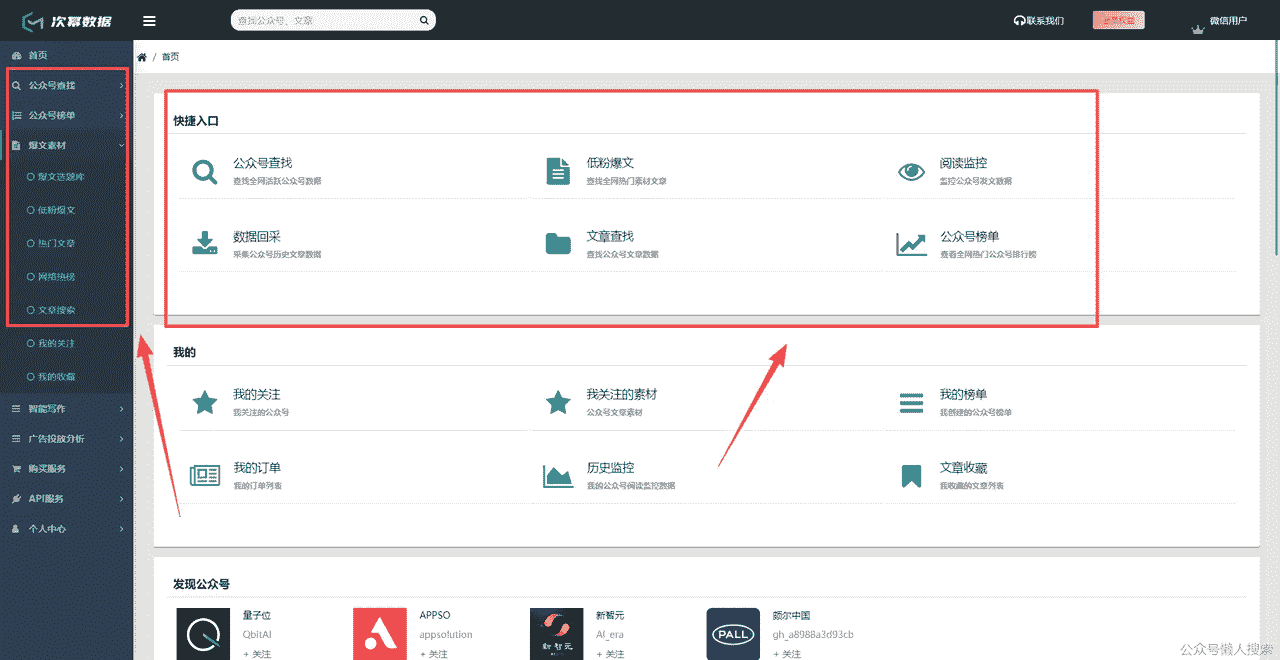 次幂数据
查找公众号、文章
联系我们
微信用户
首页
公众号查找
公众号榜单
爆文素材
爆文选题库
低粉爆文
热门文章
网络热榜
文章搜索
我的关注
我的收藏
智能写作
广告投放分析
购买服务
API服务
个人中心
/ 首页
快捷入口
公众号查找
查找全网活跃公众号数据
低粉爆文
查找全网热门素材文章
阅读监控
监控公众号发文数据
数据回采
采集公众号历史文章数据
文章查找
查找公众号文章数据
公众号榜单
查看全网热门公众号排行榜
我的
我的关注
我关注的公众号
我关注的素材
公众号文章素材
我的榜单
我创建的公众号榜单
我的订单
我的订单列表
历史监控
我的公众号阅读监控数据
文章收藏
我收藏的文章列表
发现公众号
量子位
QbitAI
+ 关注
APPSO
appsolution
+ 关注
新智元
新智元
AI_era
+ 关注
PALL
颇尔中国
gh_a8988a3d93cb
+ 关注
公众号懒人搜索